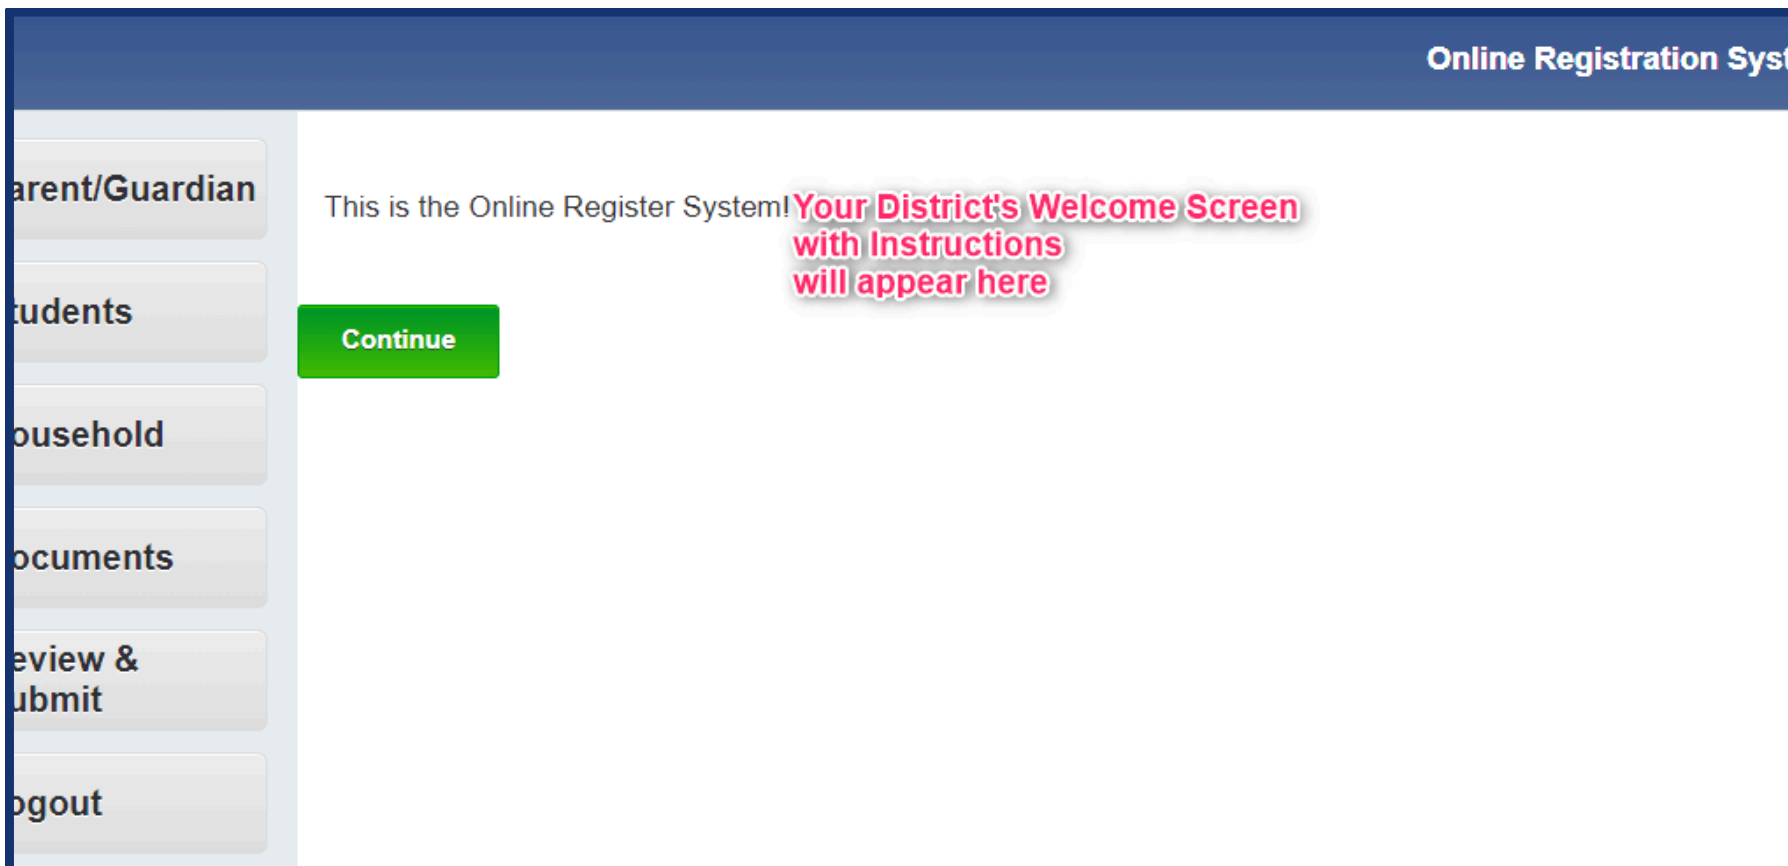 Online Registration Syst
arent/Guardian
tudents
ousehold
ocuments
eview &
ubmit
ogout
This is the Online Register System!
Your District's Welcome Screen
with Instructions
will appear here
Continue